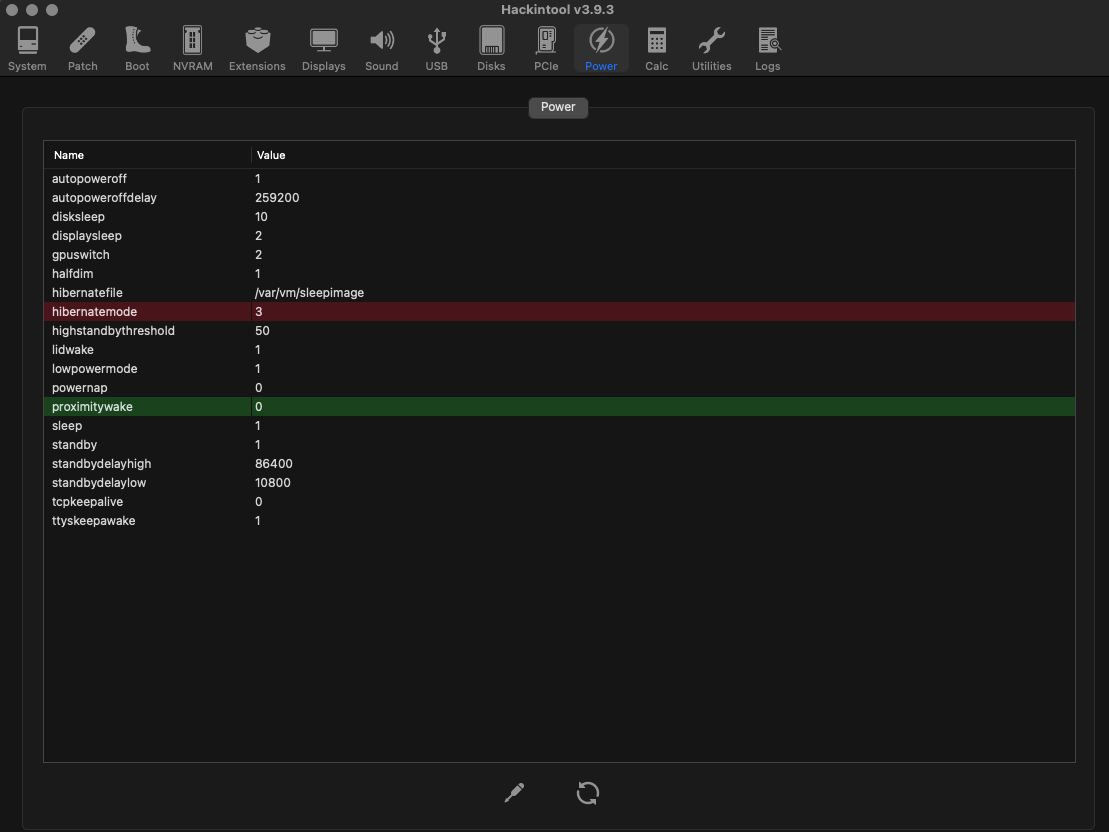 Hackintool v3.9.3
System Patch Boot NVRAM Extensions Displays Sound USB Disks PCIe Power Calc Utilities Logs
Power
Name Value
autopoweroff 1
autopoweroffdelay 259200
disksleep 10
displaysleep 2
gpuswitch 2
halfdim 1
hibernatefile /var/vm/sleepimage
hibernatemode 3
highstandbythreshold 50
lidwake 1
lowpowermode 1
powernap 0
proximitywake 0
sleep 1
standby 1
standbydelayhigh 86400
standbydelaylow 10800
tcpkeepalive 0
ttyskeepawake 1